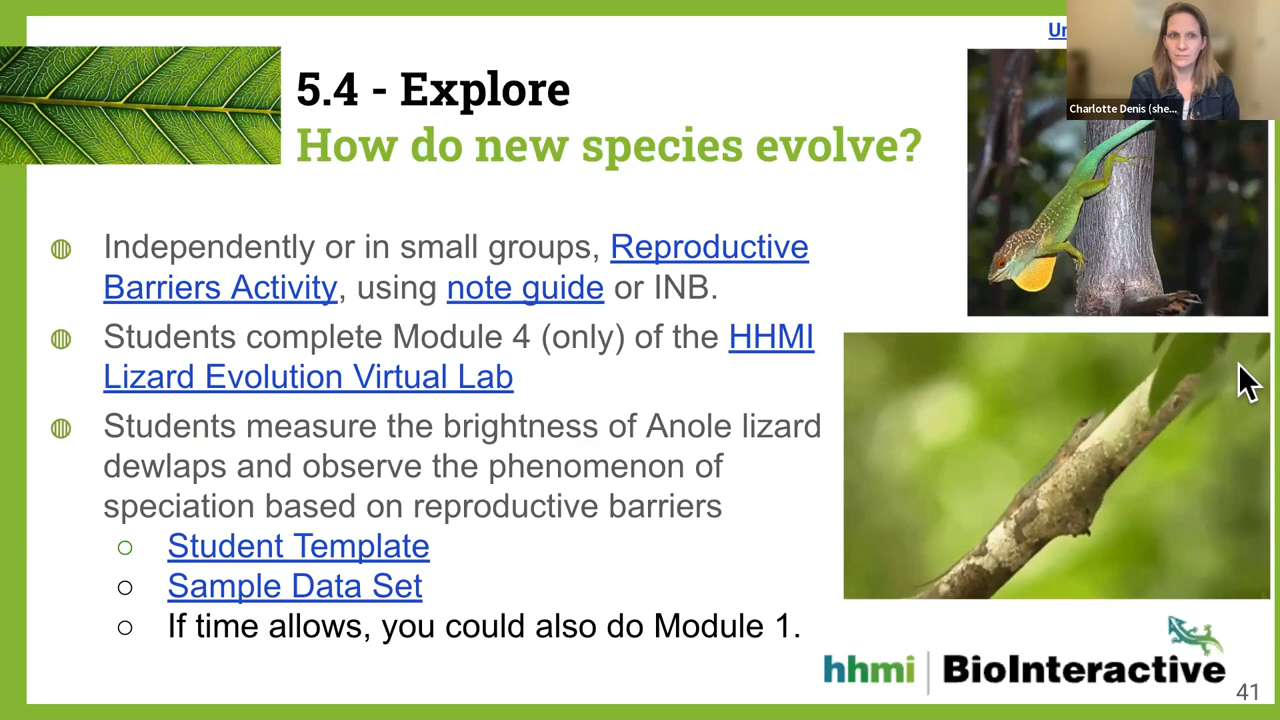 Charlotte Denis (she...
5.4 - Explore
How do new species evolve?
Independently or in small groups, Reproductive
Barriers Activity, using note guide or INB.
Students complete Module 4 (only) of the HHMI
Lizard Evolution Virtual Lab
Students measure the brightness of Anole lizard
dewlaps and observe the phenomenon of
speciation based on reproductive barriers
Student Template
Sample Data Set
If time allows, you could also do Module 1.
hhmi | BioInteractive
41